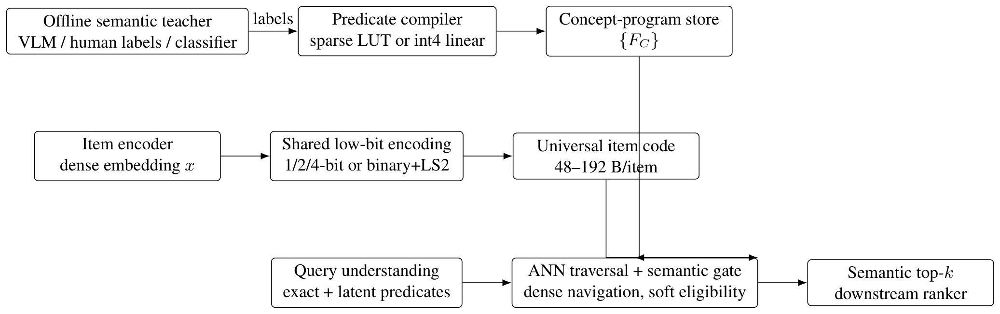 Offline semantic teacher
VLM / human labels / classifier
labels
Predicate compiler
sparse LUT or int4 linear
Concept-program store
{F_C}
Item encoder
dense embedding x
Shared low-bit encoding
1/2/4-bit or binary+LS2
Universal item code
48–192 B/item
Query understanding
exact + latent predicates
ANN traversal + semantic gate
dense navigation, soft eligibility
Semantic top-k
downstream ranker